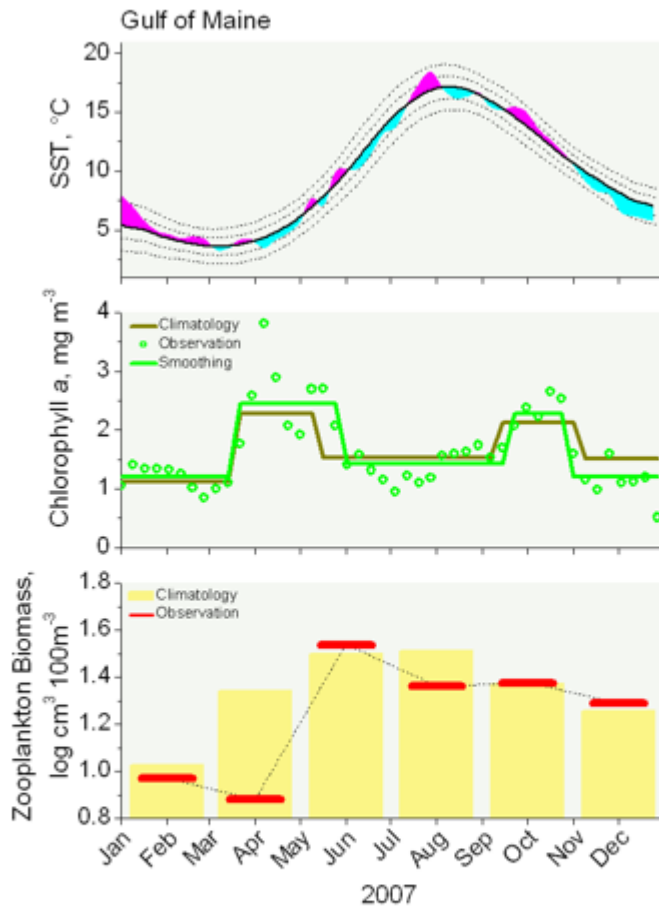 Gulf of Maine
SST, °C
20
15
10
5
Chlorophyll a, mg m⁻³
4
3
2
1
0
Climatology
Observation
Smoothing
Zooplankton Biomass,
log cm³ 100m⁻³
1.8
1.6
1.4
1.2
1.0
0.8
Climatology
Observation
Jan Feb Mar Apr May Jun Jul Aug Sep Oct Nov Dec
2007